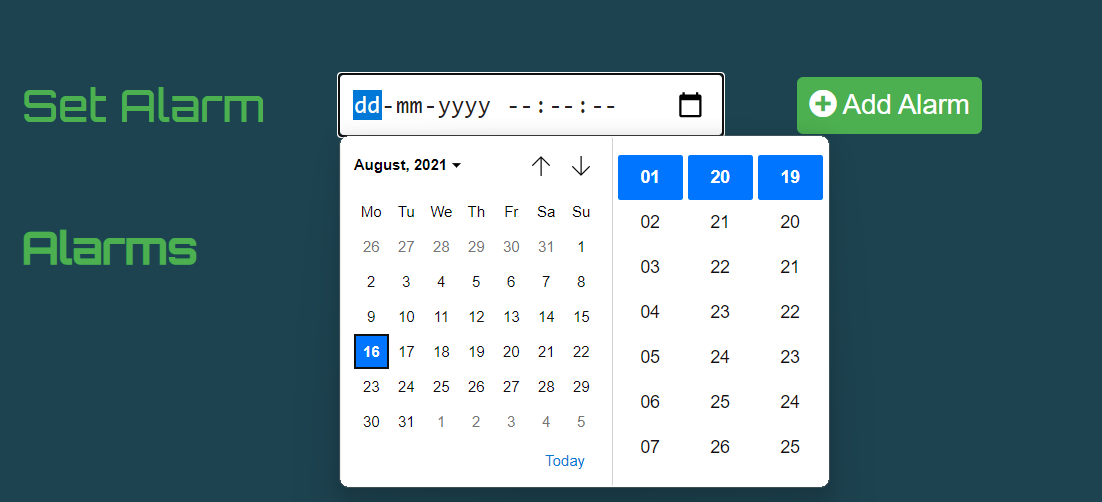 Set Alarm
dd-mm-yyyy --:--:--
Add Alarm
August, 2021
Mo Tu We Th Fr Sa Su
26 27 28 29 30 31 1
2 3 4 5 6 7 8
9 10 11 12 13 14 15
16 17 18 19 20 21 22
23 24 25 26 27 28 29
30 31 1 2 3 4 5
Today
01 20 19
02 21 20
03 22 21
04 23 22
05 24 23
06 25 24
07 26 25
Alarms